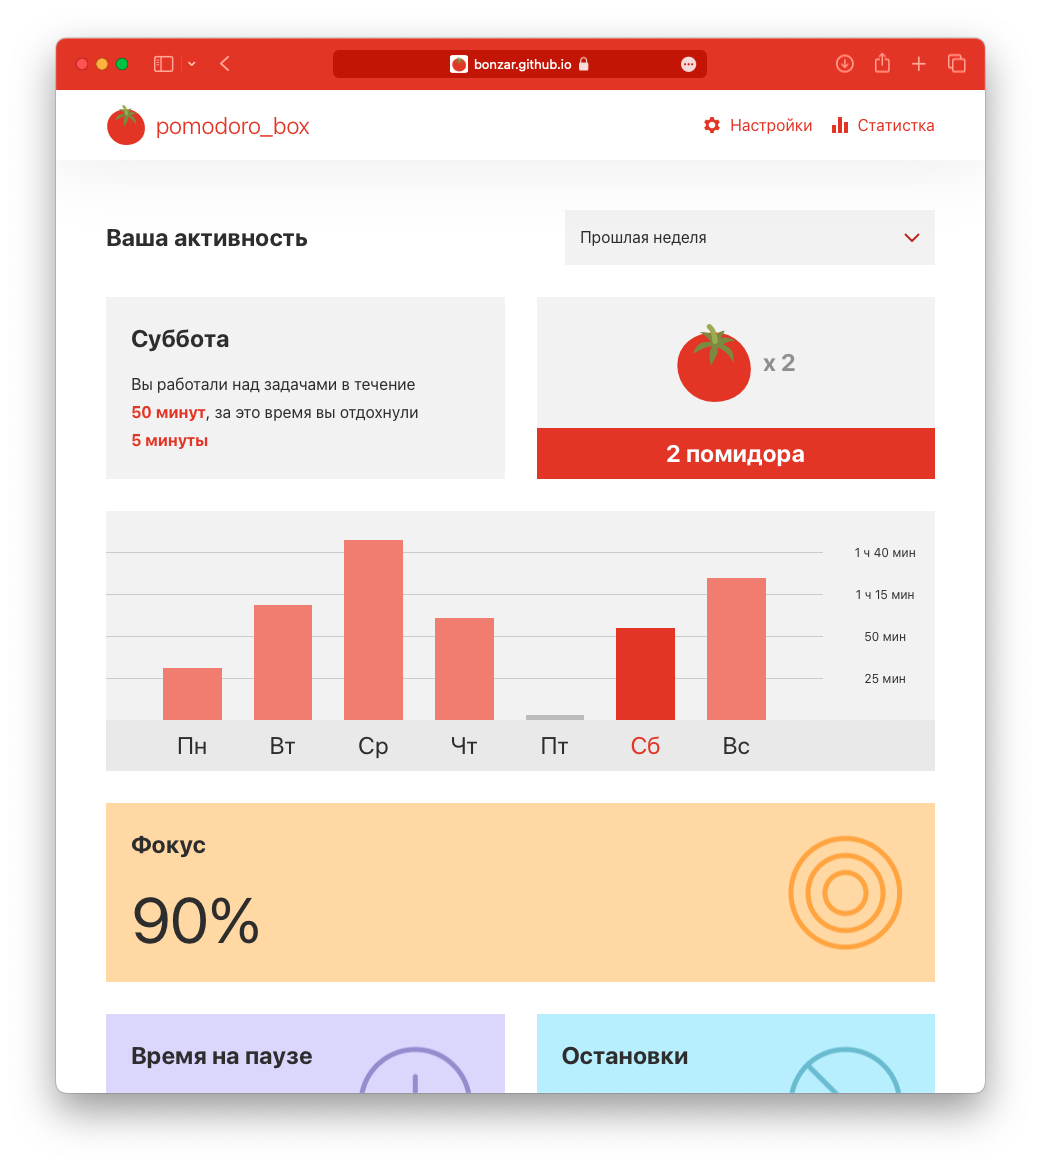 bonzar.github.io
pomodoro_box
Настройки
Статистка
Ваша активность
Прошлая неделя
Суббота
Вы работали над задачами в течение
50 минут, за это время вы отдохнули
5 минуты
x 2
2 помидора
1 ч 40 мин
1 ч 15 мин
50 мин
25 мин
Пн Вт Ср Чт Пт Сб Вс
Фокус
90%
Время на паузе
Остановки